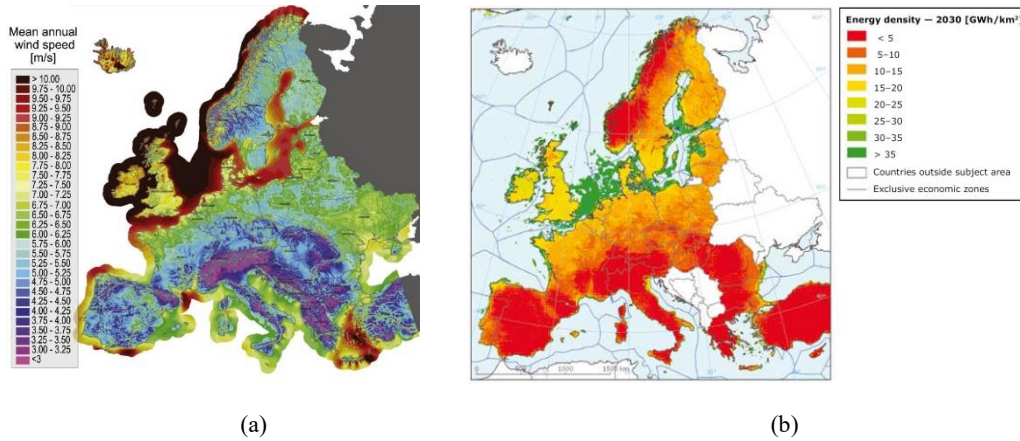 Mean annual
wind speed
[m/s]
> 10.00
9.75 - 10.00
9.50 - 9.75
9.25 - 9.50
9.00 - 9.25
8.75 - 9.00
8.50 - 8.75
8.25 - 8.50
8.00 - 8.25
7.75 - 8.00
7.50 - 7.75
7.25 - 7.50
7.00 - 7.25
6.75 - 7.00
6.50 - 6.75
6.25 - 6.50
6.00 - 6.25
5.75 - 6.00
5.50 - 5.75
5.25 - 5.50
5.00 - 5.25
4.75 - 5.00
4.50 - 4.75
4.25 - 4.50
4.00 - 4.25
3.75 - 4.00
3.50 - 3.75
3.25 - 3.50
3.00 - 3.25
<3
(a)
0 500 1000 1500 km
Energy density — 2030 [GWh/km²]
< 5
5–10
10–15
15–20
20–25
25–30
30–35
> 35
Countries outside subject area
Exclusive economic zones
(b)